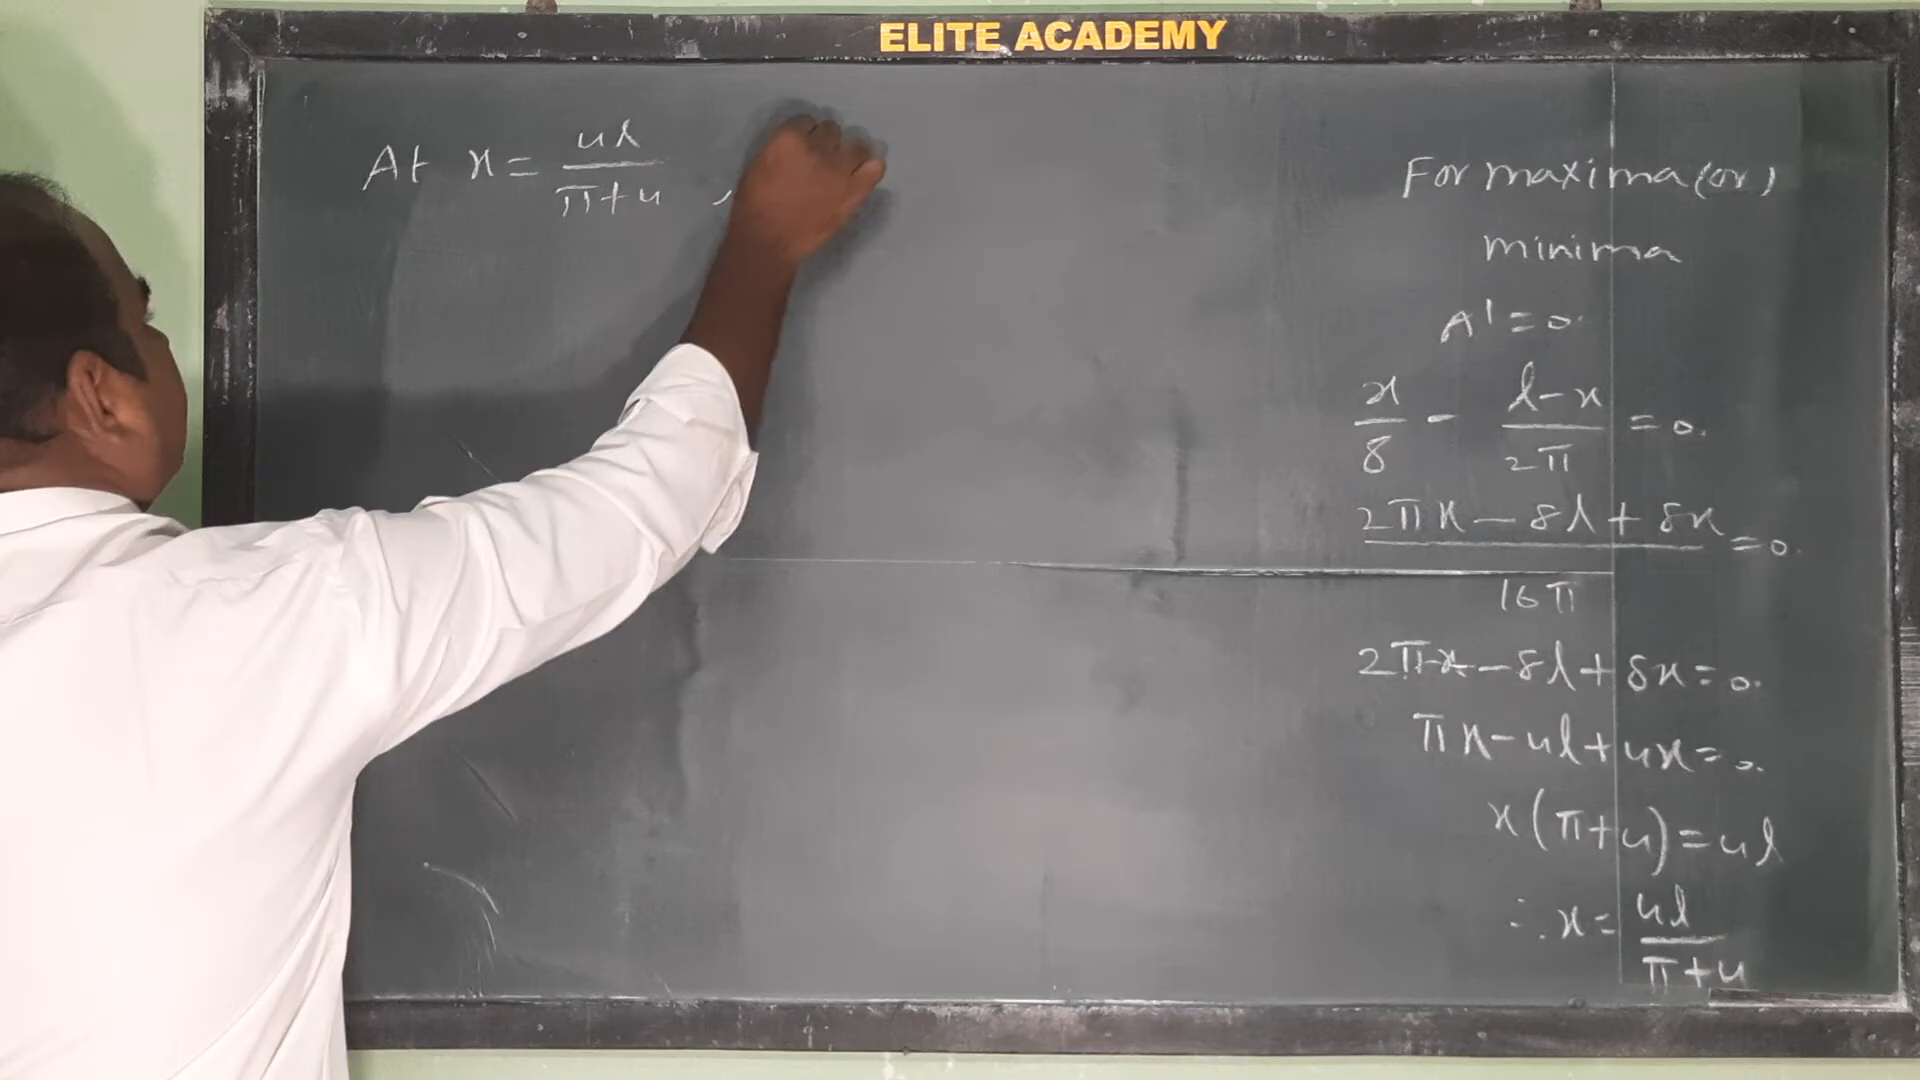 ELITE ACADEMY
At x = 4l / π+4 ,
For maxima (or)
minima
A' = 0.
x/8 - l-x/2π = 0.
2πx - 8l + 8x / 16π = 0.
2πx - 8l + 8x = 0.
πx - 4l + 4x = 0.
x(π+4) = 4l
∴ x = 4l / π+4